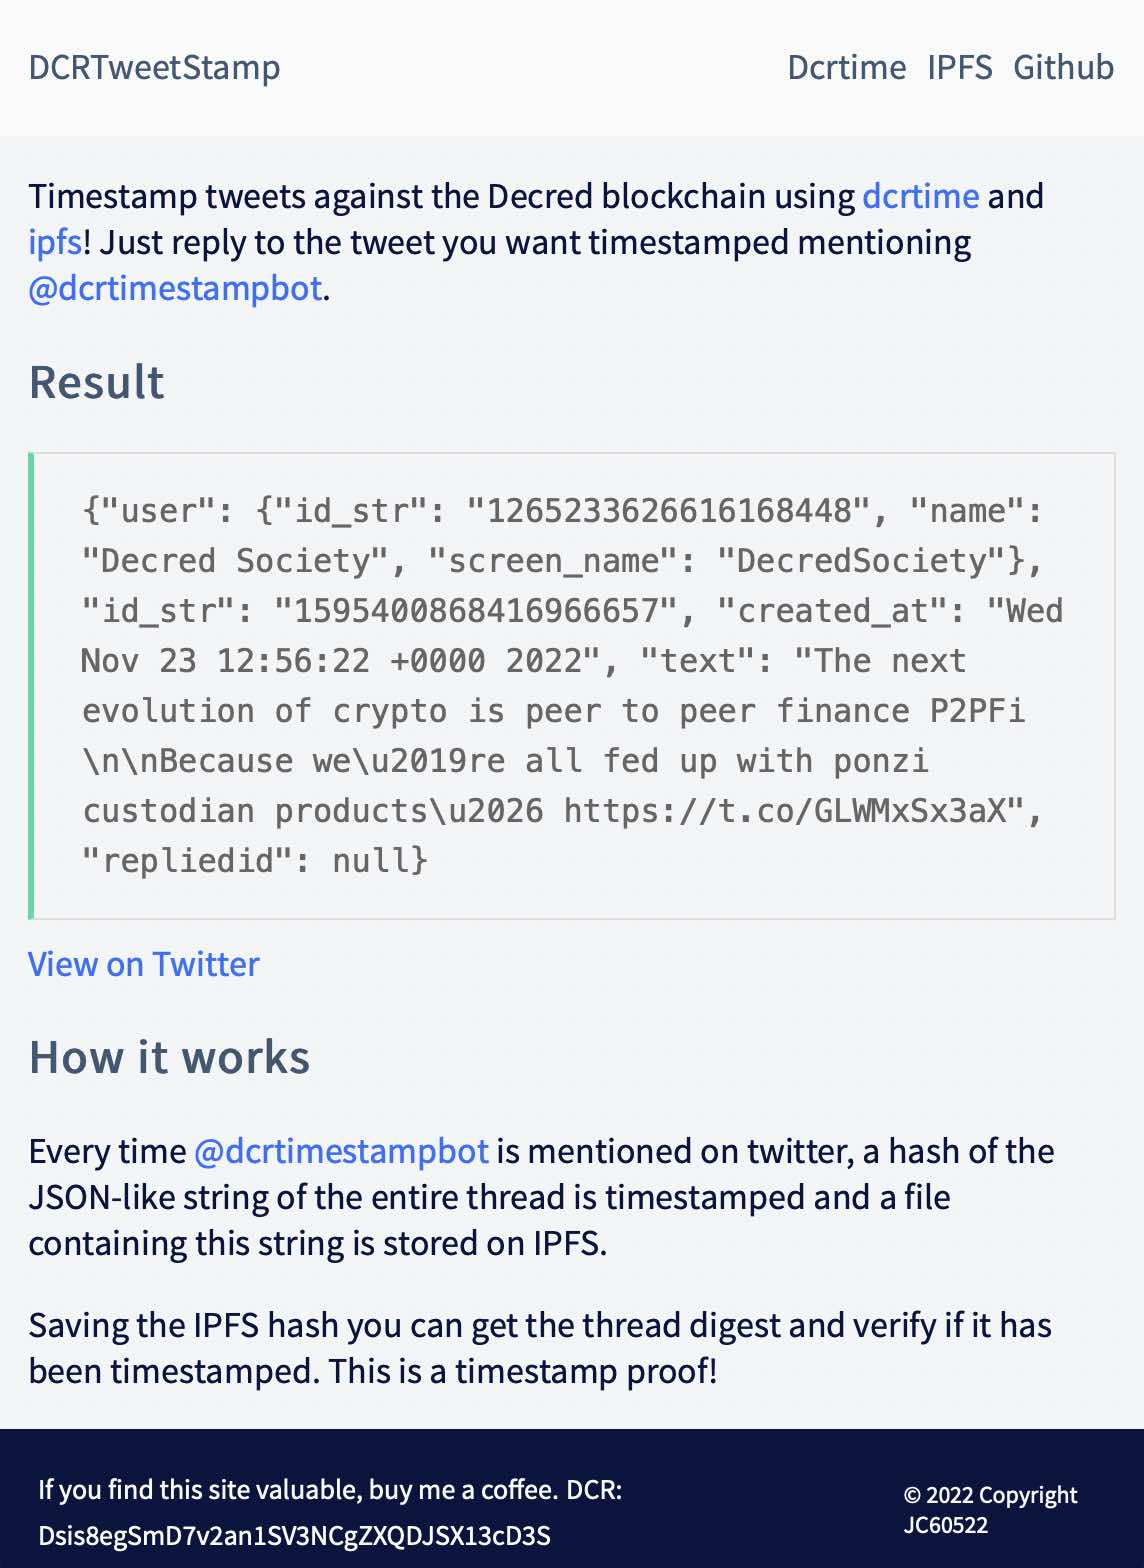 DCRTweetStamp
Dcrtime IPFS Github
Timestamp tweets against the Decred blockchain using dcrtime and
ipfs! Just reply to the tweet you want timestamped mentioning
@dcrtimestampbot.
Result
{"user": {"id_str": "1265233626616168448", "name":
"Decred Society", "screen_name": "DecredSociety"},
"id_str": "1595400868416966657", "created_at": "Wed
Nov 23 12:56:22 +0000 2022", "text": "The next
evolution of crypto is peer to peer finance P2PFi
\n\nBecause we\u2019re all fed up with ponzi
custodian products\u2026 https://t.co/GLWMxSx3aX",
"repliedid": null}
View on Twitter
How it works
Every time @dcrtimestampbot is mentioned on twitter, a hash of the
JSON-like string of the entire thread is timestamped and a file
containing this string is stored on IPFS.
Saving the IPFS hash you can get the thread digest and verify if it has
been timestamped. This is a timestamp proof!
If you find this site valuable, buy me a coffee. DCR:
Dsis8egSmD7v2an1SV3NCgZXQDJSX13cD3S
© 2022 Copyright
JC60522